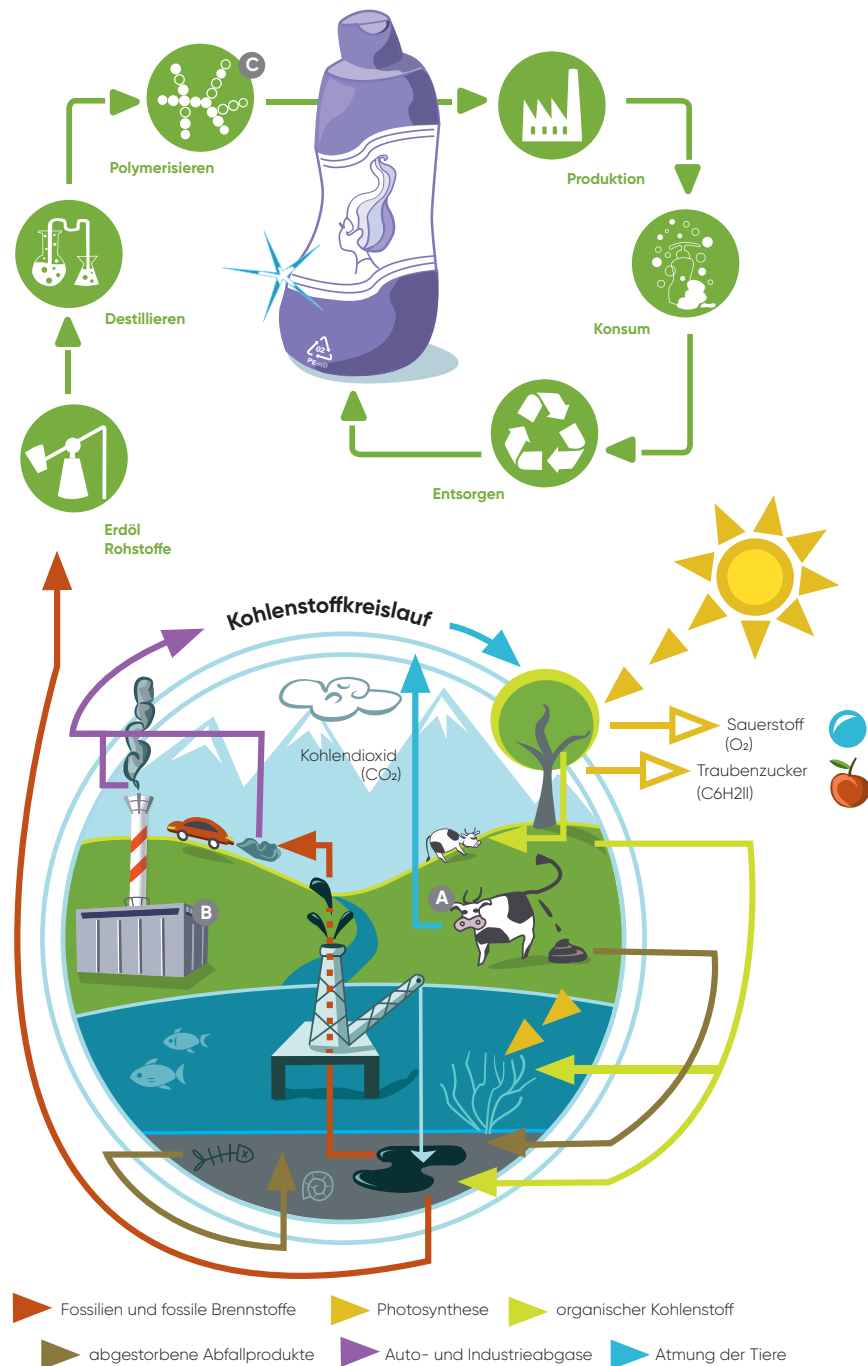 C
Polymerisieren
Produktion
Destillieren
Konsum
02
PE-HD
Entsorgen
Erdöl
Rohstoffe
Kohlenstoffkreislauf
Sauerstoff
(O₂)
Kohlendioxid
(CO₂)
Traubenzucker
(C6H2ll)
A
B
Fossilien und fossile Brennstoffe
Photosynthese
organischer Kohlenstoff
abgestorbene Abfallprodukte
Auto- und Industrieabgase
Atmung der Tiere